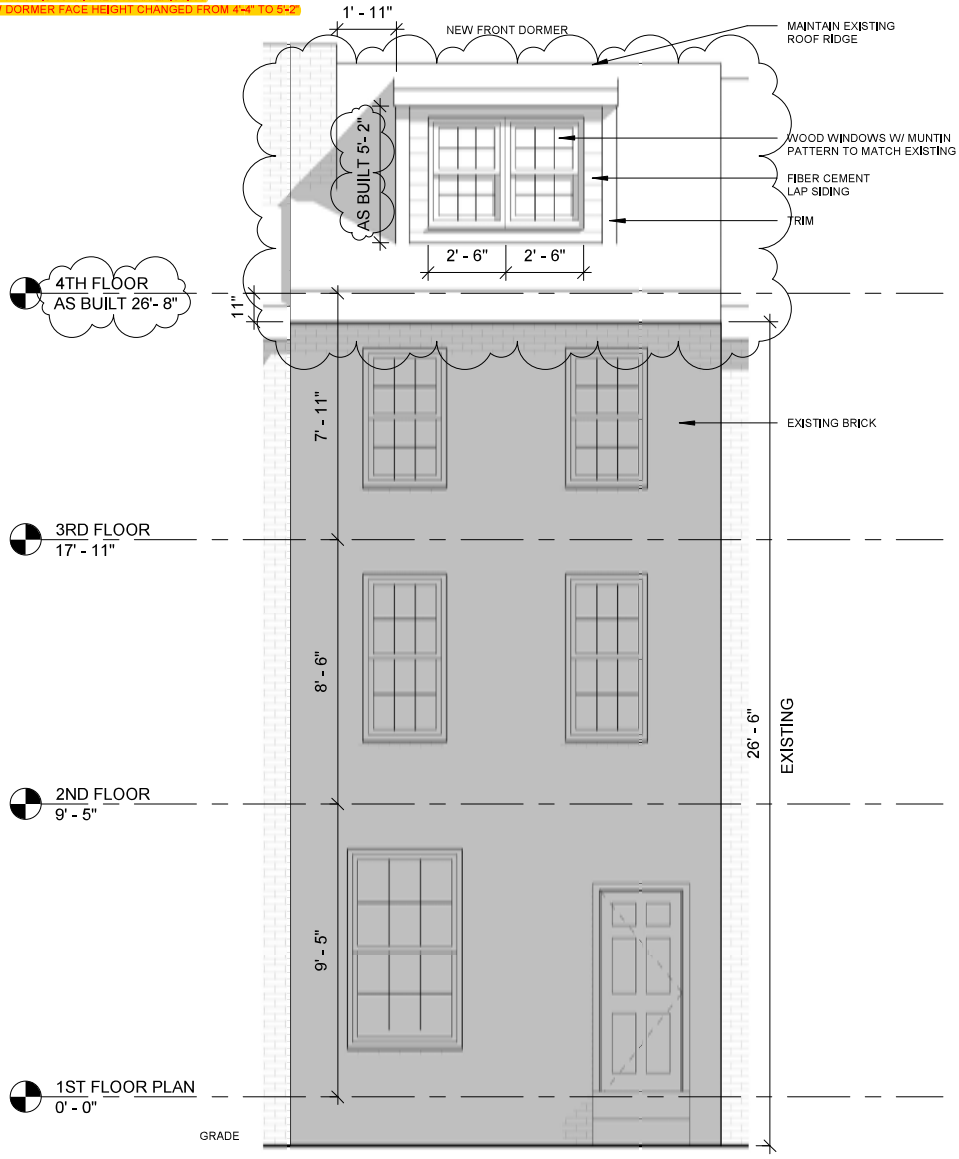 DORMER FACE HEIGHT CHANGED FROM 4'-4" TO 5'-2"
1' - 11"
NEW FRONT DORMER
MAINTAIN EXISTING
ROOF RIDGE
WOOD WINDOWS W/ MUNTIN
PATTERN TO MATCH EXISTING
AS BUILT 5'- 2"
FIBER CEMENT
LAP SIDING
TRIM
2' - 6"
2' - 6"
4TH FLOOR
AS BUILT 26'- 8"
11"
7' - 11"
EXISTING BRICK
3RD FLOOR
17' - 11"
8' - 6"
26' - 6"
EXISTING
2ND FLOOR
9' - 5"
9' - 5"
1ST FLOOR PLAN
0' - 0"
GRADE